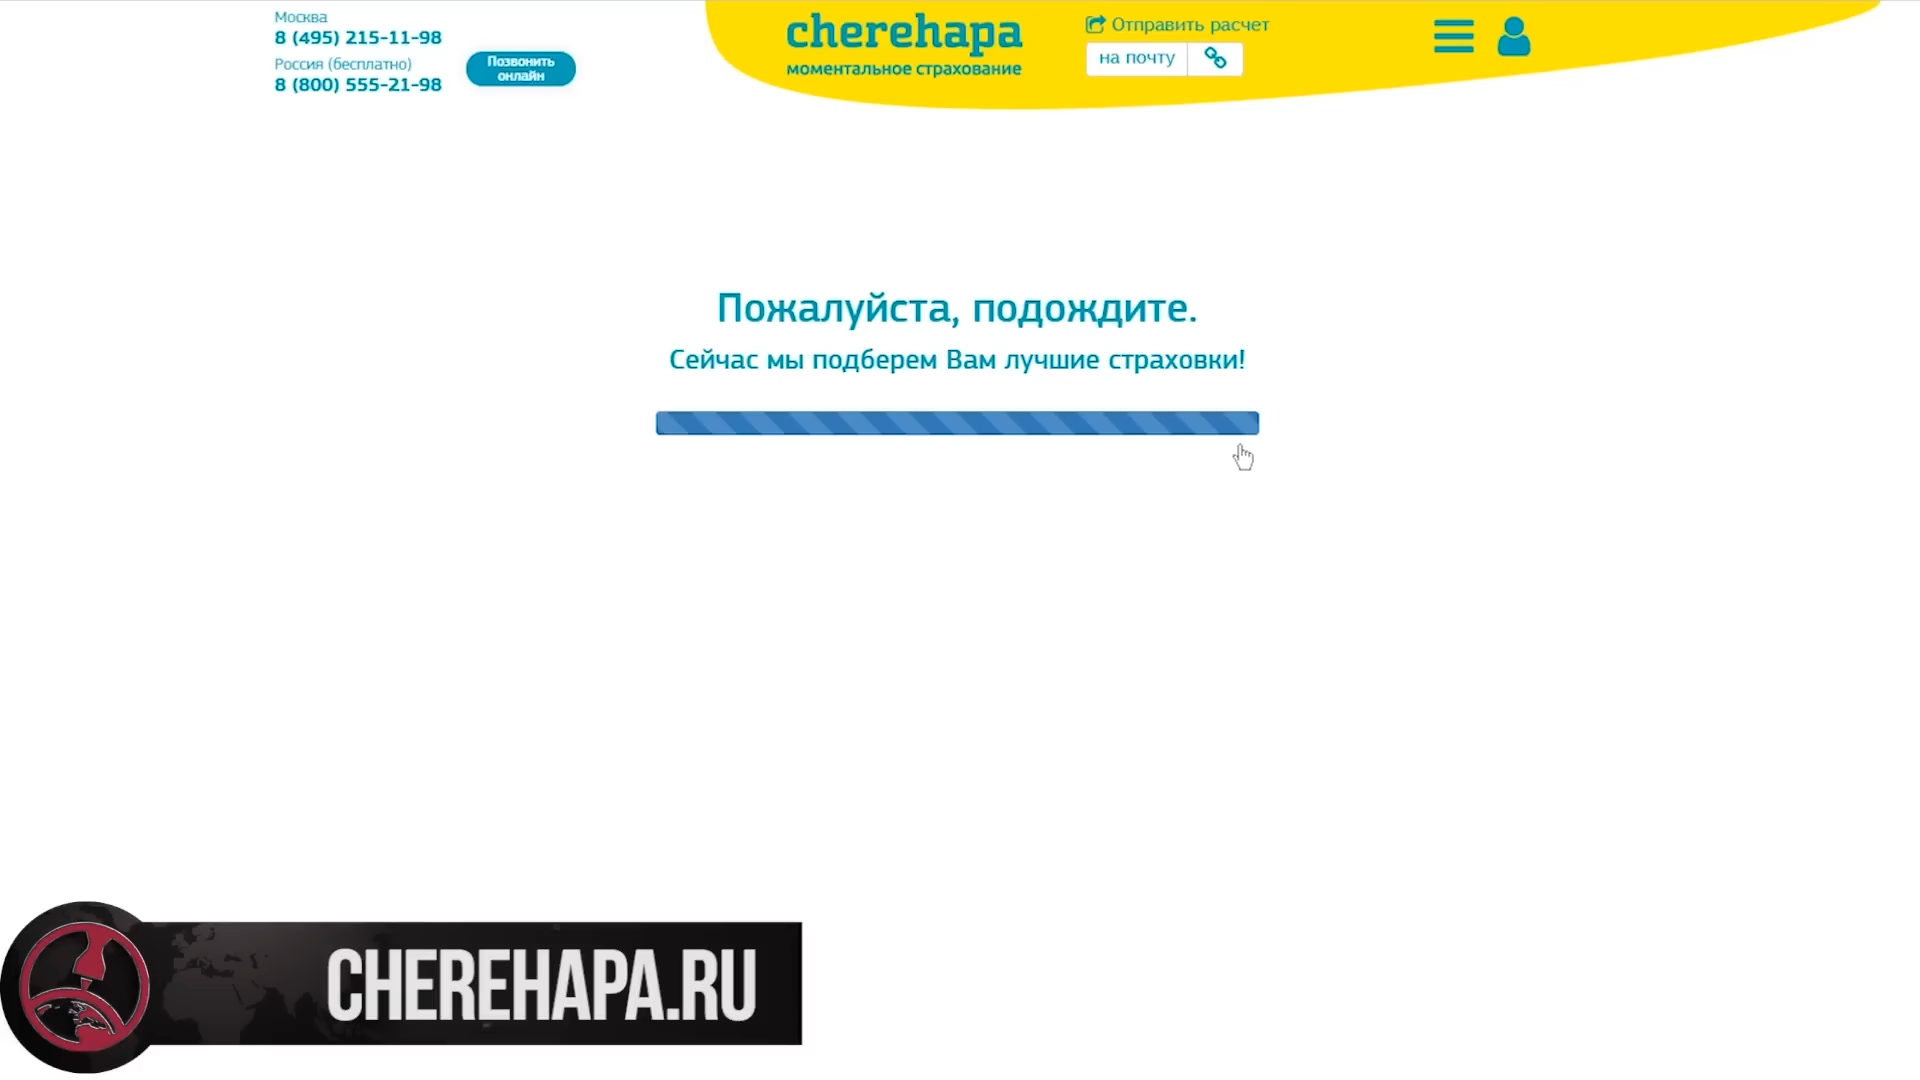 Москва
8 (495) 215-11-98
Россия (бесплатно)
8 (800) 555-21-98
Позвонить
онлайн
cherehapa
моментальное страхование
Отправить расчет
на почту
Пожалуйста, подождите.
Сейчас мы подберем Вам лучшие страховки!
CHEREHAPA.RU